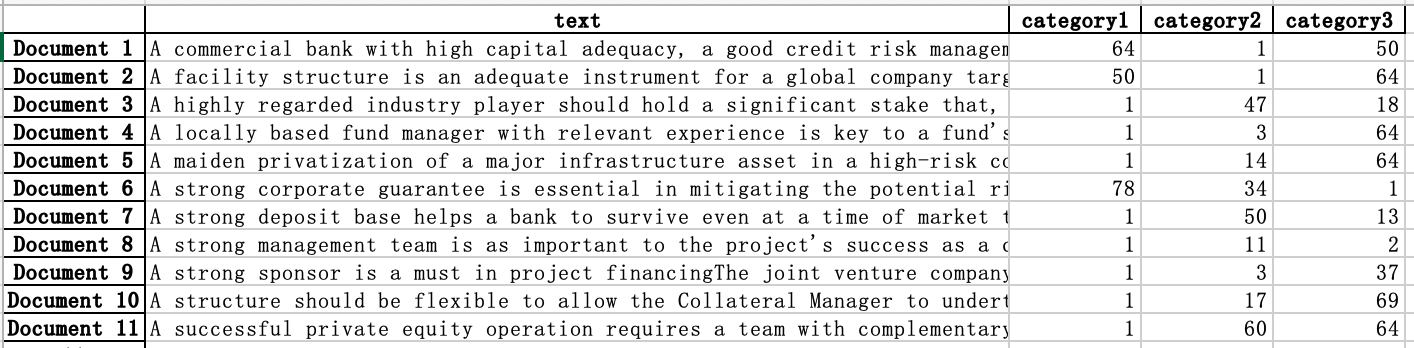 text category1 category2 category3
Document 1 A commercial bank with high capital adequacy, a good credit risk managem 64 1 50
Document 2 A facility structure is an adequate instrument for a global company targ 50 1 64
Document 3 A highly regarded industry player should hold a significant stake that, 1 47 18
Document 4 A locally based fund manager with relevant experience is key to a fund's 1 3 64
Document 5 A maiden privatization of a major infrastructure asset in a high-risk co 1 14 64
Document 6 A strong corporate guarantee is essential in mitigating the potential ri 78 34 1
Document 7 A strong deposit base helps a bank to survive even at a time of market t 1 50 13
Document 8 A strong management team is as important to the project's success as a c 1 11 2
Document 9 A strong sponsor is a must in project financingThe joint venture company 1 3 37
Document 10 A structure should be flexible to allow the Collateral Manager to undert 1 17 69
Document 11 A successful private equity operation requires a team with complementary 1 60 64